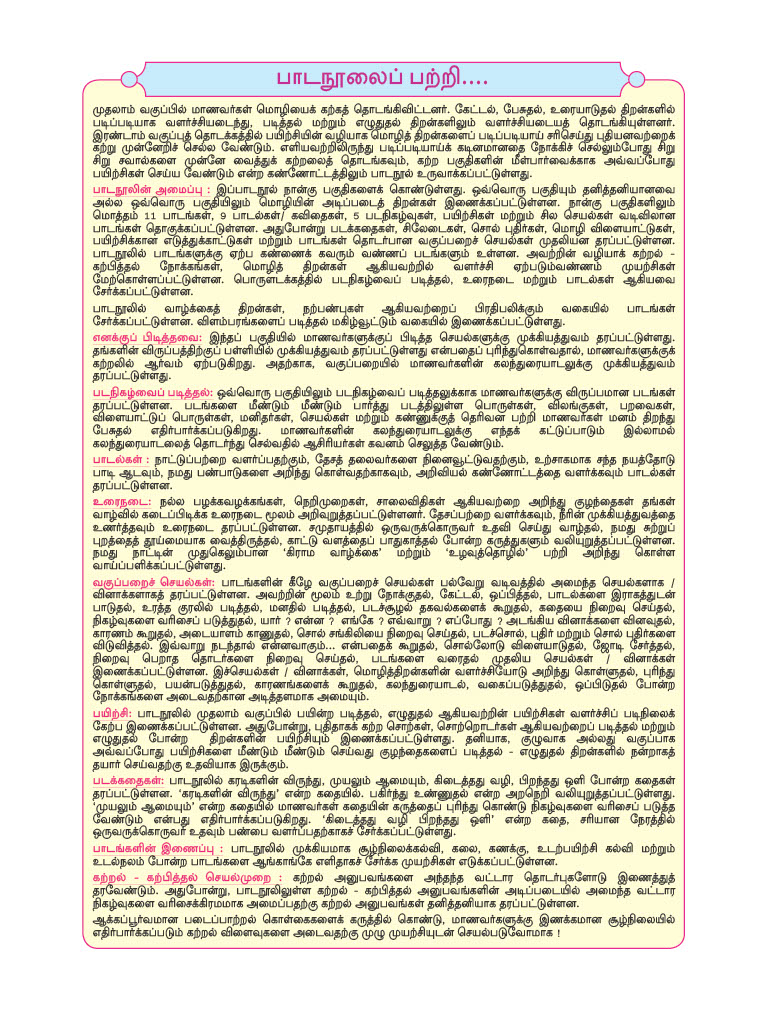 பாடநூலைப் பற்றி....
முதலாம் வகுப்பில் மாணவர்கள் மொழியைக் கற்கத் தொடங்கிவிட்டனர். கேட்டல், பேசுதல், உரையாடுதல் திறன்களில்
படிப்படியாக வளர்ச்சியடைந்து, படித்தல் மற்றும் எழுதுதல் திறன்களிலும் வளர்ச்சியடையத் தொடங்கியுள்ளனர்.
இரண்டாம் வகுப்புத் தொடக்கத்தில் பயிற்சியின் வழியாக மொழித் திறன்களைப் படிப்படியாய் சரிசெய்து புதியனவற்றைக்
கற்று முன்னேறிச் செல்ல வேண்டும். எளியவற்றிலிருந்து படிப்படியாய்க் கடினமானதை நோக்கிச் செல்லும்போது சிறு
சிறு சவால்களை முன்னே வைத்துக் கற்றலைத் தொடங்கவும், கற்ற பகுதிகளின் மீள்பார்வைக்காக அவ்வப்போது
பயிற்சிகள் செய்ய வேண்டும் என்ற கண்ணோட்டத்திலும் பாடநூல் உருவாக்கப்பட்டுள்ளது.
பாடநூலின் அமைப்பு : இப்பாடநூல் நான்கு பகுதிகளைக் கொண்டுள்ளது. ஒவ்வொரு பகுதியும் தனித்தனியானவை
அல்ல ஒவ்வொரு பகுதியிலும் மொழியின் அடிப்படைத் திறன்கள் இணைக்கப்பட்டுள்ளன. நான்கு பகுதிகளிலும்
மொத்தம் 11 பாடங்கள், 9 பாடல்கள்/ கவிதைகள், 5 படநிகழ்வுகள், பயிற்சிகள் மற்றும் சில செயல்கள் வடிவிலான
பாடங்கள் தொகுக்கப்பட்டுள்ளன. அதுபோன்று படக்கதைகள், சிலேடைகள், சொல் புதிர்கள், மொழி விளையாட்டுகள்,
பயிற்சிக்கான எடுத்துக்காட்டுகள் மற்றும் பாடங்கள் தொடர்பான வகுப்பறைச் செயல்கள் முதலியன தரப்பட்டுள்ளன.
பாடநூலில் பாடங்களுக்கு ஏற்ப கண்ணைக் கவரும் வண்ணப் படங்களும் உள்ளன. அவற்றின் வழியாக் கற்றல் -
கற்பித்தல் நோக்கங்கள், மொழித் திறன்கள் ஆகியவற்றில் வளர்ச்சி ஏற்படும்வண்ணம் முயற்சிகள்
மேற்கொள்ளப்பட்டுள்ளன. பொருளடக்கத்தில் படநிகழ்வைப் படித்தல், உரைநடை மற்றும் பாடல்கள் ஆகியவை
சேர்க்கப்பட்டுள்ளன.
பாடநூலில் வாழ்க்கைத் திறன்கள், நற்பண்புகள் ஆகியவற்றைப் பிரதிபலிக்கும் வகையில் பாடங்கள்
சேர்க்கப்பட்டுள்ளன. விளம்பரங்களைப் படித்தல் மகிழ்வூட்டும் வகையில் இணைக்கப்பட்டுள்ளது.
எனக்குப் பிடித்தவை: இந்தப் பகுதியில் மாணவர்களுக்குப் பிடித்த செயல்களுக்கு முக்கியத்துவம் தரப்பட்டுள்ளது.
தங்களின் விருப்பத்திற்குப் பள்ளியில் முக்கியத்துவம் தரப்பட்டுள்ளது என்பதைப் புரிந்துகொள்வதால், மாணவர்களுக்குக்
கற்றலில் ஆர்வம் ஏற்படுகிறது. அதற்காக, வகுப்பறையில் மாணவர்களின் கலந்துரையாடலுக்கு முக்கியத்துவம்
தரப்பட்டுள்ளது.
படநிகழ்வைப் படித்தல்: ஒவ்வொரு பகுதியிலும் படநிகழ்வைப் படித்தலுக்காக மாணவர்களுக்கு விருப்பமான படங்கள்
தரப்பட்டுள்ளன. படங்களை மீண்டும் மீண்டும் பார்த்து படத்திலுள்ள பொருள்கள், விலங்குகள், பறவைகள்,
விளையாட்டுப் பொருள்கள், மனிதர்கள், செயல்கள் மற்றும் கண்ணுக்குத் தெரிவன பற்றி மாணவர்கள் மனம் திறந்து
பேசுதல் எதிர்பார்க்கப்படுகிறது. மாணவர்களின் கலந்துரையாடலுக்கு எந்தக் கட்டுப்பாடும் இல்லாமல்
கலந்துரையாடலைத் தொடர்ந்து செல்வதில் ஆசிரியர்கள் கவனம் செலுத்த வேண்டும்.
பாடல்கள் : நாட்டுப்பற்றை வளர்ப்பதற்கும், தேசத் தலைவர்களை நினைவூட்டுவதற்கும், உற்சாகமாக சந்த நயத்தோடு
பாடி ஆடவும், நமது பண்பாடுகளை அறிந்து கொள்வதற்காகவும், அறிவியல் கண்ணோட்டத்தை வளர்க்கவும் பாடல்கள்
தரப்பட்டுள்ளன.
உரைநடை: நல்ல பழக்கவழக்கங்கள், நெறிமுறைகள், சாலைவிதிகள் ஆகியவற்றை அறிந்து குழந்தைகள் தங்கள்
வாழ்வில் கடைப்பிடிக்க உரைநடை மூலம் அறிவுறுத்தப்பட்டுள்ளனர். தேசப்பற்றை வளர்க்கவும், நீரின் முக்கியத்துவத்தை
உணர்த்தவும் உரைநடை தரப்பட்டுள்ளன. சமுதாயத்தில் ஒருவருக்கொருவர் உதவி செய்து வாழ்தல், நமது சுற்றுப்
புறத்தைத் தூய்மையாக வைத்திருத்தல், காட்டு வளத்தைப் பாதுகாத்தல் போன்ற கருத்துகளும் வலியுறுத்தப்பட்டுள்ளன.
நமது நாட்டின் முதுகெலும்பான ‘கிராம வாழ்க்கை’ மற்றும் ‘உழவுத்தொழில்’ பற்றி அறிந்து கொள்ள
வாய்ப்பளிக்கப்பட்டுள்ளது.
வகுப்பறைச் செயல்கள்: பாடங்களின் கீழே வகுப்பறைச் செயல்கள் பல்வேறு வடிவத்தில் அமைந்த செயல்களாக /
வினாக்களாகத் தரப்பட்டுள்ளன. அவற்றின் மூலம் உற்று நோக்குதல், கேட்டல், ஒப்பித்தல், பாடல்களை இராகத்துடன்
பாடுதல், உரத்த குரலில் படித்தல், மனதில் படித்தல், படச்சூழல் தகவல்களைக் கூறுதல், கதையை நிறைவு செய்தல்,
நிகழ்வுகளை வரிசைப் படுத்துதல், யார் ? என்ன ? எங்கே ? எவ்வாறு ? எப்போது ? அடங்கிய வினாக்களை வினவுதல்,
காரணம் கூறுதல், அடையாளம் காணுதல், சொல் சங்கிலியை நிறைவு செய்தல், படச்சொல், புதிர் மற்றும் சொல் புதிர்களை
விடுவித்தல். இவ்வாறு நடந்தால் என்னவாகும்... என்பதைக் கூறுதல், சொல்லோடு விளையாடுதல், ஜோடி சேர்த்தல்,
நிறைவு பெறாத தொடர்களை நிறைவு செய்தல், படங்களை வரைதல் முதலிய செயல்கள் / வினாக்கள்
இணைக்கப்பட்டுள்ளன. இச்செயல்கள் / வினாக்கள், மொழித்திறன்களின் வளர்ச்சியோடு அறிந்து கொள்ளுதல், புரிந்து
கொள்ளுதல், பயன்படுத்துதல், காரணங்களைக் கூறுதல், கலந்துரையாடல், வகைப்படுத்துதல், ஒப்பிடுதல் போன்ற
நோக்கங்களை அடைவதற்கான அடித்தளமாக அமையும்.
பயிற்சி: பாடநூலில் முதலாம் வகுப்பில் பயின்ற படித்தல், எழுதுதல் ஆகியவற்றின் பயிற்சிகள் வளர்ச்சிப் படிநிலைக்
கேற்ப இணைக்கப்பட்டுள்ளன. அதுபோன்று, புதிதாகக் கற்ற சொற்கள், சொற்றொடர்கள் ஆகியவற்றைப் படித்தல் மற்றும்
எழுதுதல் போன்ற திறன்களின் பயிற்சியும் இணைக்கப்பட்டுள்ளது. தனியாக, குழுவாக அல்லது வகுப்பாக
அவ்வப்போது பயிற்சிகளை மீண்டும் மீண்டும் செய்வது குழந்தைகளைப் படித்தல் - எழுதுதல் திறன்களில் நன்றாகத்
தயார் செய்வதற்கு உதவியாக இருக்கும்.
படக்கதைகள்: பாடநூலில் கரடிகளின் விருந்து, முயலும் ஆமையும், கிடைத்தது வழி, பிறந்தது ஒளி போன்ற கதைகள்
தரப்பட்டுள்ளன. ‘கரடிகளின் விருந்து’ என்ற கதையில். பகிர்ந்து உண்ணுதல் என்ற அறநெறி வலியுறுத்தப்பட்டுள்ளது.
‘முயலும் ஆமையும்’ என்ற கதையில் மாணவர்கள் கதையின் கருத்தைப் புரிந்து கொண்டு நிகழ்வுகளை வரிசைப் படுத்த
வேண்டும் என்பது எதிர்பார்க்கப்படுகிறது. ‘கிடைத்தது வழி பிறந்தது ஒளி’ என்ற கதை, சரியான நேரத்தில்
ஒருவருக்கொருவர் உதவும் பண்பை வளர்ப்பதற்காகச் சேர்க்கப்பட்டுள்ளது.
பாடங்களின் இணைப்பு : பாடநூலில் முக்கியமாக சூழ்நிலைக்கல்வி, கலை, கணக்கு, உடற்பயிற்சி கல்வி மற்றும்
உடல்நலம் போன்ற பாடங்களை ஆங்காங்கே எளிதாகச் சேர்க்க முயற்சிகள் எடுக்கப்பட்டுள்ளன.
கற்றல் - கற்பித்தல் செயல்முறை : கற்றல் அனுபவங்களை அந்தந்த வட்டார தொடர்புகளோடு இணைத்துத்
தரவேண்டும். அதுபோன்று, பாடநூலிலுள்ள கற்றல் - கற்பித்தல் அனுபவங்களின் அடிப்படையில் அமைந்த வட்டார
நிகழ்வுகளை வரிசைக்கிரமமாக அமைப்பதற்கு கற்றல் அனுபவங்கள் தனித்தனியாக தரப்பட்டுள்ளன.
ஆக்கப்பூர்வமான படைப்பாற்றல் கொள்கைகளைக் கருத்தில் கொண்டு, மாணவர்களுக்கு இணக்கமான சூழ்நிலையில்
எதிர்பார்க்கப்படும் கற்றல் விளைவுகளை அடைவதற்கு முழு முயற்சியுடன் செயல்படுவோமாக !